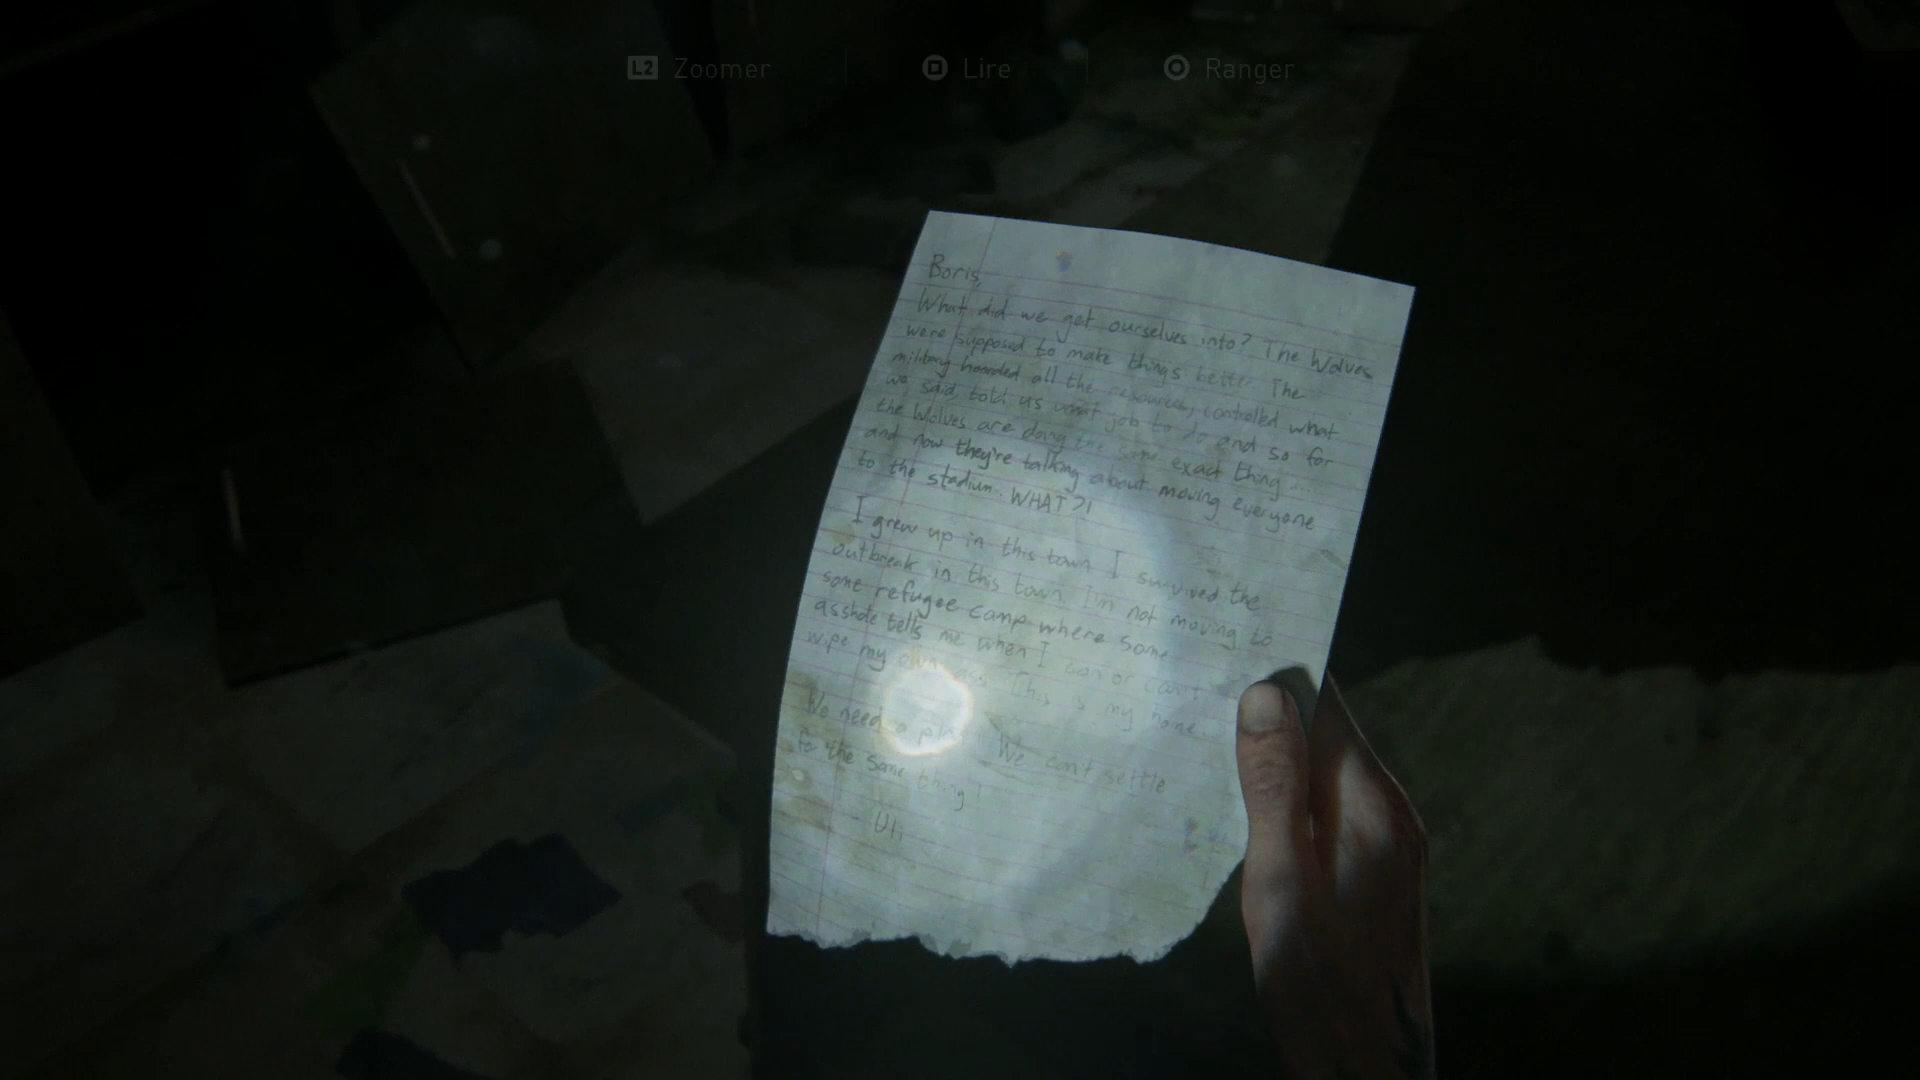 L2 Zoomer
Lire
Ranger
Boris,
What did we get ourselves into? The Wolves
were supposed to make things better. The
military hoarded all the resources, controlled what
we said, told us what job to do and so far
the Wolves are doing the same exact thing...
and now they're talking about moving everyone
to the stadium. WHAT?!
I grew up in this town. I survived the
outbreak in this town. I'm not moving to
some refugee camp where some
asshole tells me when I can or can't
wipe my own ass. This is my home.
We need a plan. We can't settle
for the same thing!
- Uli